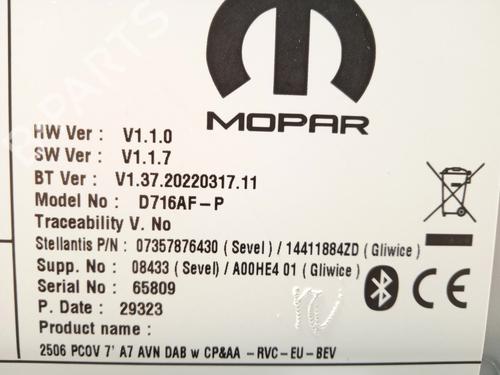 MOPAR
HW Ver : V1.1.0
SW Ver : V1.1.7
BT Ver : V1.37.20220317.11
Model No : D716AF-P
Traceability V. No
Stellantis P/N : 07357876430 ( Sevel ) / 14411884ZD ( Gliwice )
Supp. No : 08433 ( Sevel) / A00HE4 01 ( Gliwice )
Serial No : 65809
P. Date : 29323
Product name :
2506 PCOV 7' A7 AVN DAB w CP&AA -RVC-EU-BEV